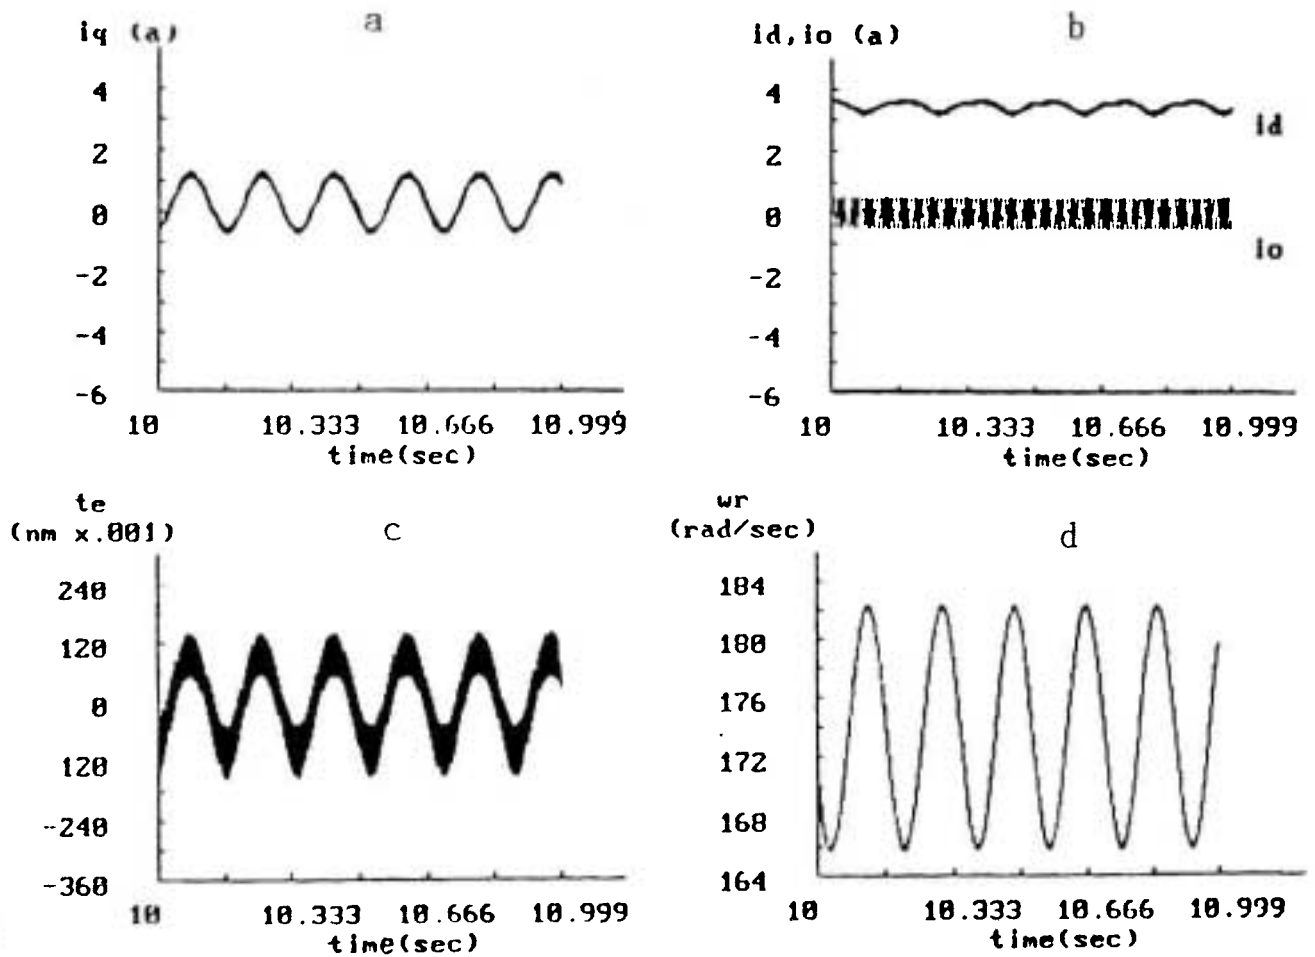 a
iq (a)
4
2
0
-2
-4
-6
10 10.333 10.666 10.999
time(sec)
b
id,io (a)
4
2
0
-2
-4
-6
id
io
10 10.333 10.666 10.999
time(sec)
c
te
(nm x.001)
240
120
0
120
-240
-360
10 10.333 10.666 10.999
time(sec)
d
wr
(rad/sec)
184
180
176
172
168
164
10 10.333 10.666 10.999
time(sec)